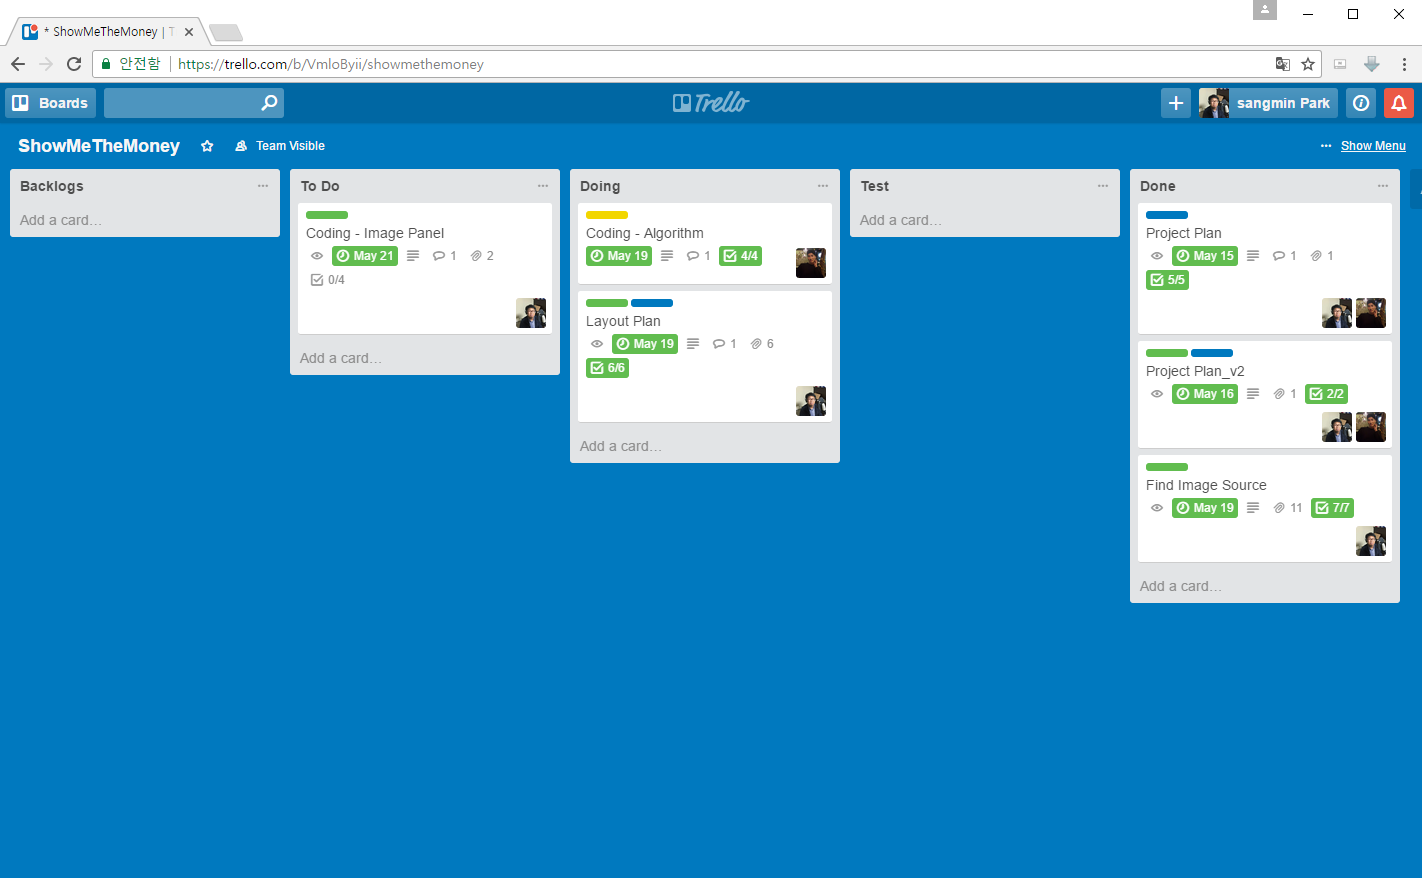 * ShowMeTheMoney | T
안전함 https://trello.com/b/VmloByii/showmethemoney
Boards
Trello
sangmin Park
ShowMeTheMoney
Team Visible
Show Menu
Backlogs
Add a card...
To Do
Coding - Image Panel
May 21 1 2
0/4
Add a card...
Doing
Coding - Algorithm
May 19 1 4/4
Layout Plan
May 19 1 6
6/6
Add a card...
Test
Add a card...
Done
Project Plan
May 15 1 1
5/5
Project Plan_v2
May 16 1 2/2
Find Image Source
May 19 11 7/7
Add a card...